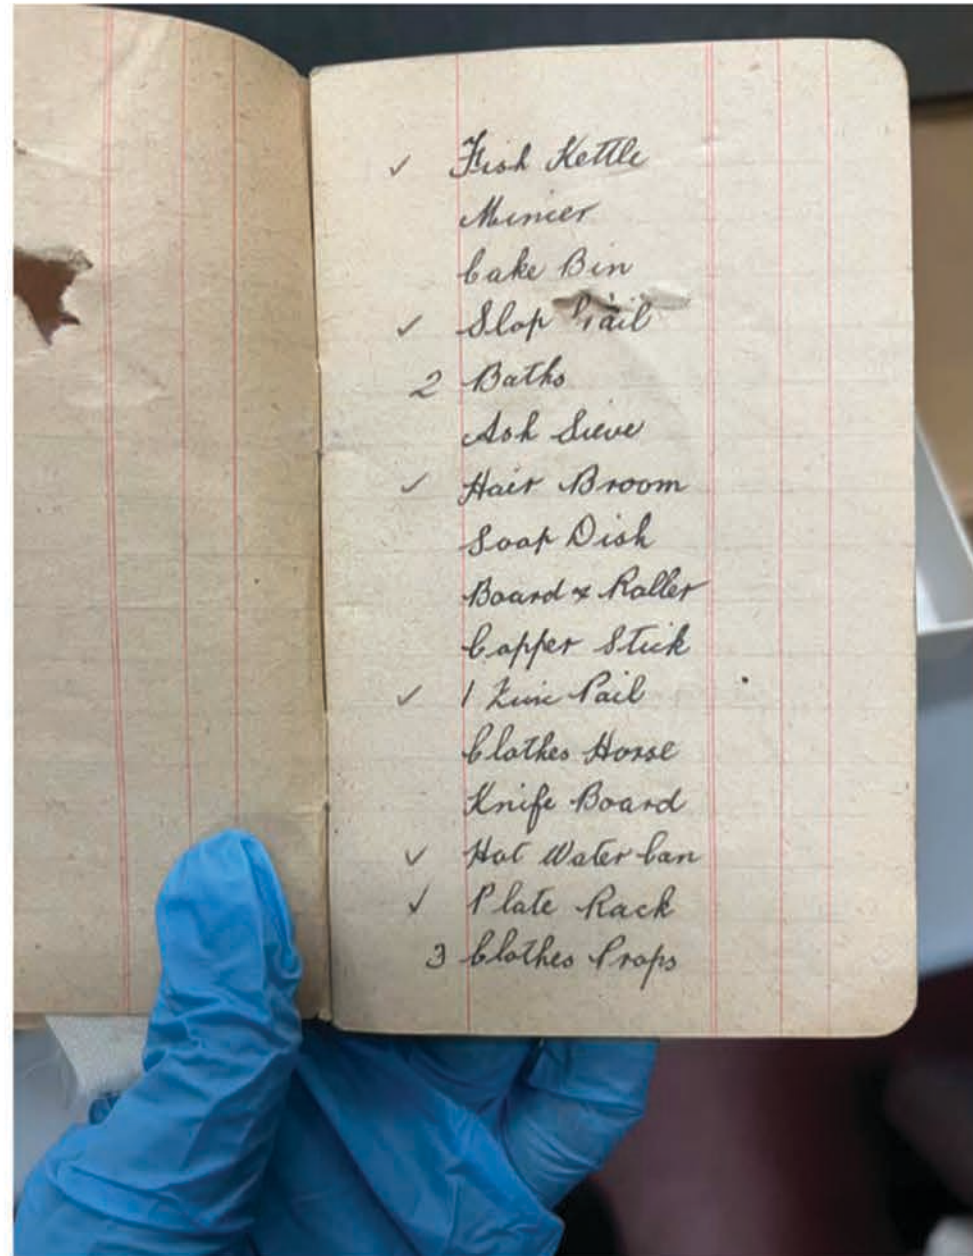 ✓ Fish Kettle
Mincer
Cake Bin
✓ Slop Pail
2 Baths
Ash Sieve
✓ Hair Broom
Soap Dish
Board & Roller
Copper Stick
✓ 1 Zinc Pail
Clothes Horse
Knife Board
✓ Hot Water Can
✓ Plate Rack
3 Clothes Props